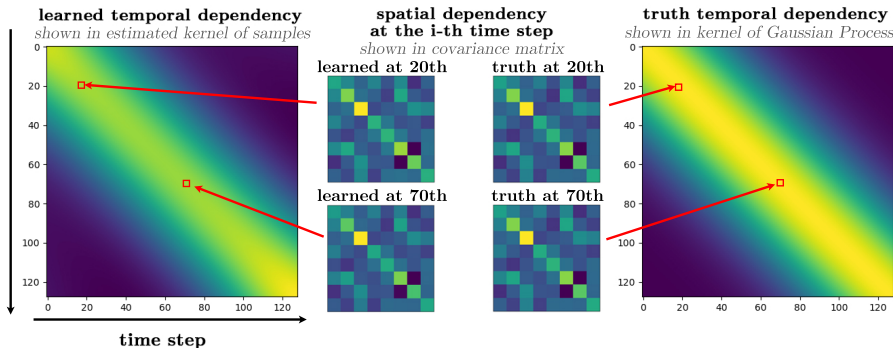 learned temporal dependency
shown in estimated kernel of samples
spatial dependency
at the i-th time step
shown in covariance matrix
truth temporal dependency
shown in kernel of Gaussian Process
learned at 20th
truth at 20th
learned at 70th
truth at 70th
0
20
40
60
80
100
120
0 20 40 60 80 100 120
0
20
40
60
80
100
120
0 20 40 60 80 100 120
time step